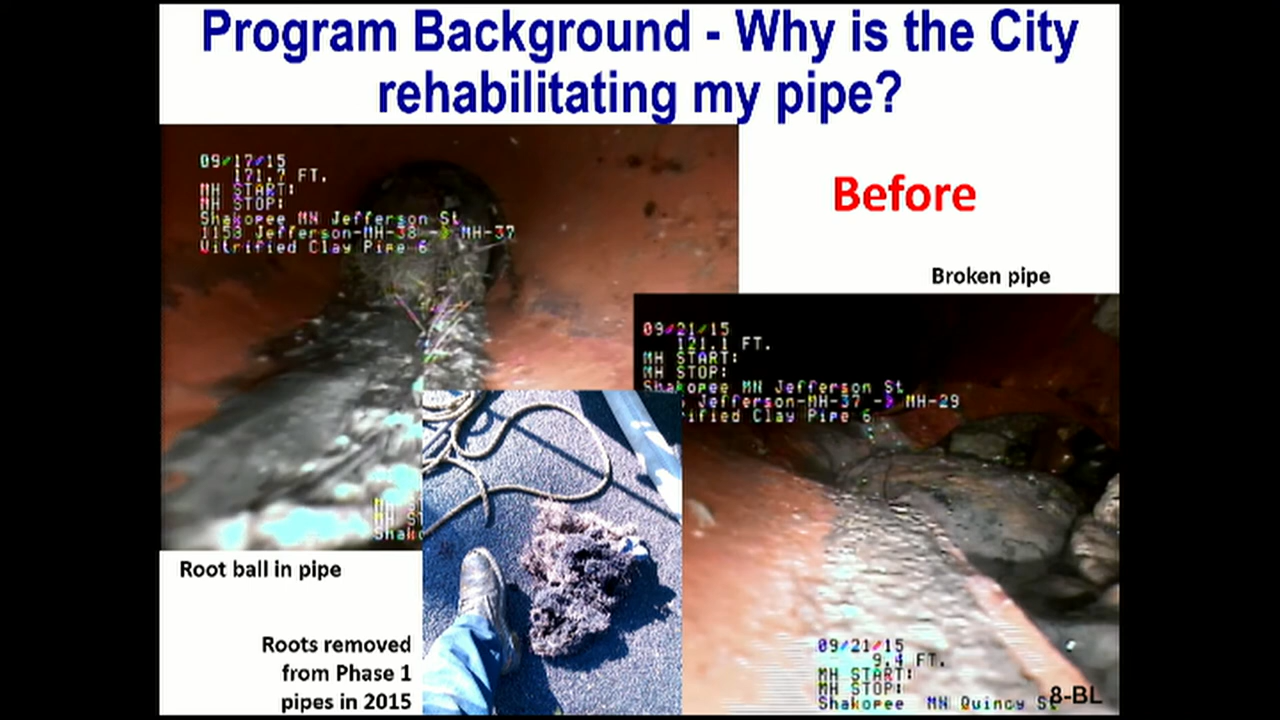 Program Background - Why is the City
rehabilitating my pipe?
09/17/15
171.7 FT.
MH START:
MH STOP:
Shakopee MN Jefferson St
1153 Jefferson-MH-38 -> MH-37
Vitrified Clay Pipe 6
Before
Broken pipe
09/21/15
121.1 FT.
MH START:
MH STOP:
Shakopee MN Jefferson St
Jefferson-MH-37 -> MH-29
ified Clay Pipe 6
Root ball in pipe
Roots removed
from Phase 1
pipes in 2015
09/21/15
9.4 FT.
MH START:
MH STOP:
Shakopee MN Quincy St
8-BL